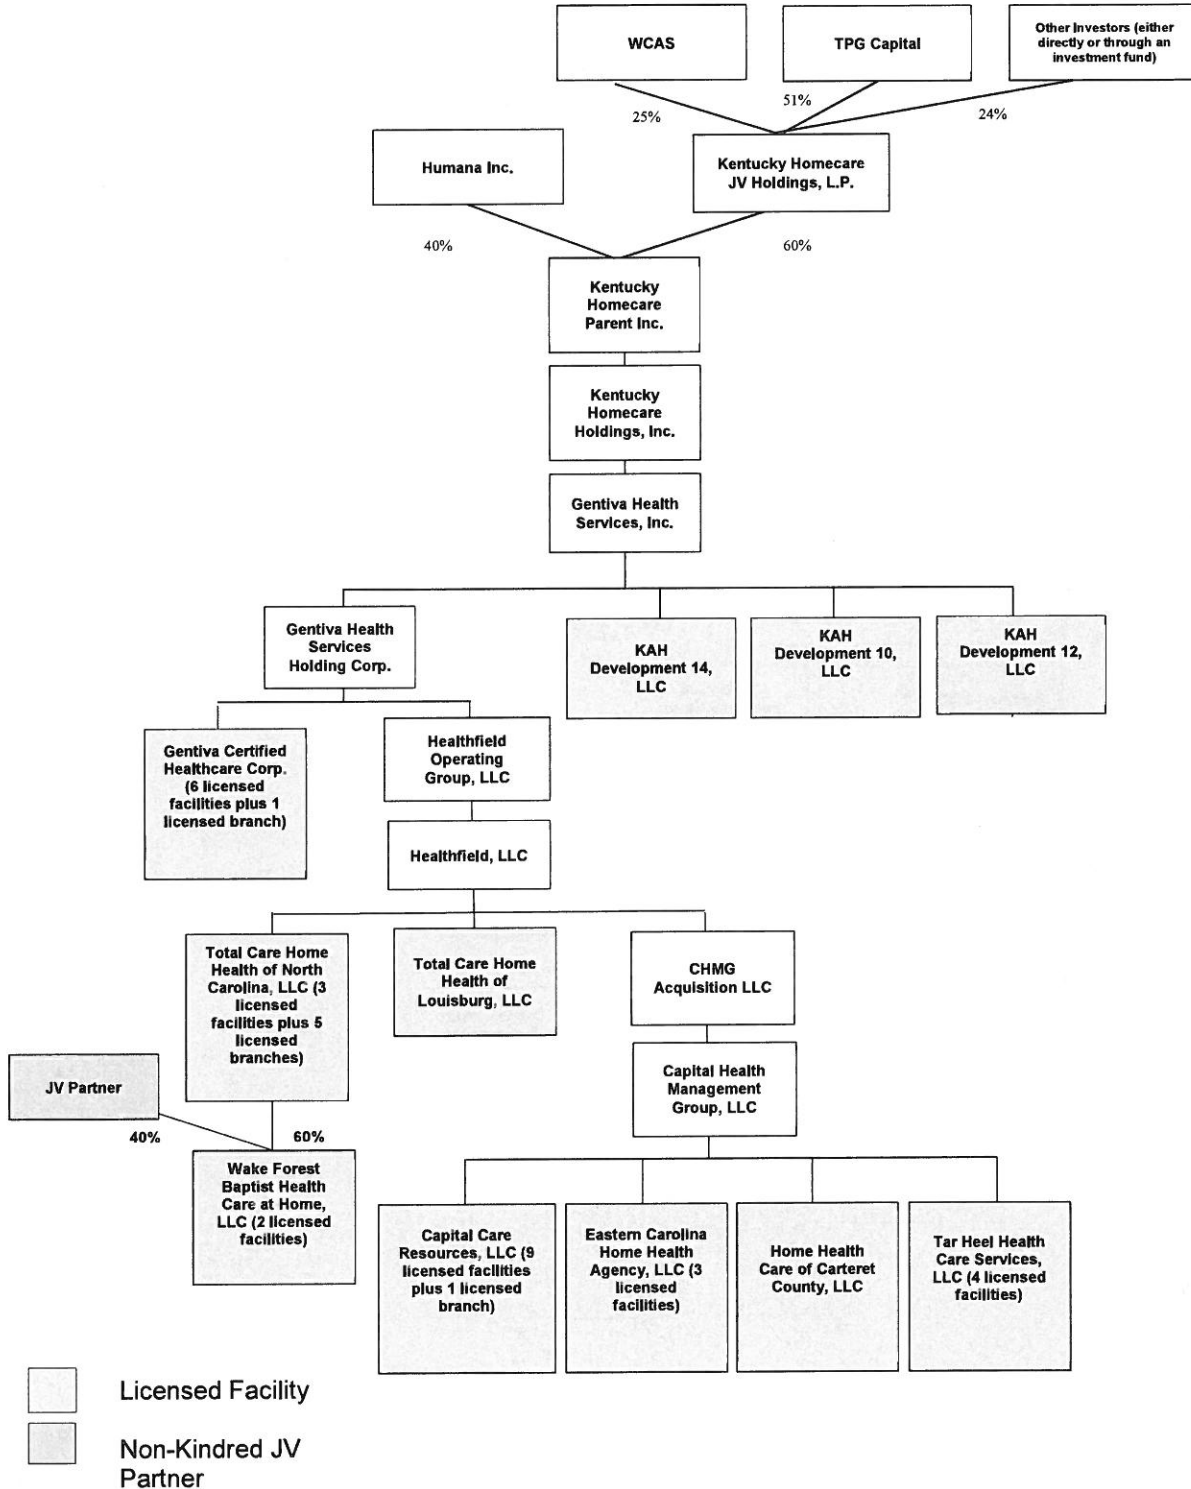 WCAS
TPG Capital
Other Investors (either
directly or through an
investment fund)
25%
51%
24%
Humana Inc.
Kentucky Homecare
JV Holdings, L.P.
40%
60%
Kentucky
Homecare
Parent Inc.
Kentucky
Homecare
Holdings, Inc.
Gentiva Health
Services, Inc.
Gentiva Health
Services
Holding Corp.
KAH
Development 14,
LLC
KAH
Development 10,
LLC
KAH
Development 12,
LLC
Gentiva Certified
Healthcare Corp.
(6 licensed
facilities plus 1
licensed branch)
Healthfield
Operating
Group, LLC
Healthfield, LLC
Total Care Home
Health of North
Carolina, LLC (3
licensed
facilities plus 5
licensed
branches)
Total Care Home
Health of
Louisburg, LLC
CHMG
Acquisition LLC
JV Partner
Capital Health
Management
Group, LLC
40%
60%
Wake Forest
Baptist Health
Care at Home,
LLC (2 licensed
facilities)
Capital Care
Resources, LLC (9
licensed facilities
plus 1 licensed
branch)
Eastern Carolina
Home Health
Agency, LLC (3
licensed
facilities)
Home Health
Care of Carteret
County, LLC
Tar Heel Health
Care Services,
LLC (4 licensed
facilities)
Licensed Facility
Non-Kindred JV
Partner